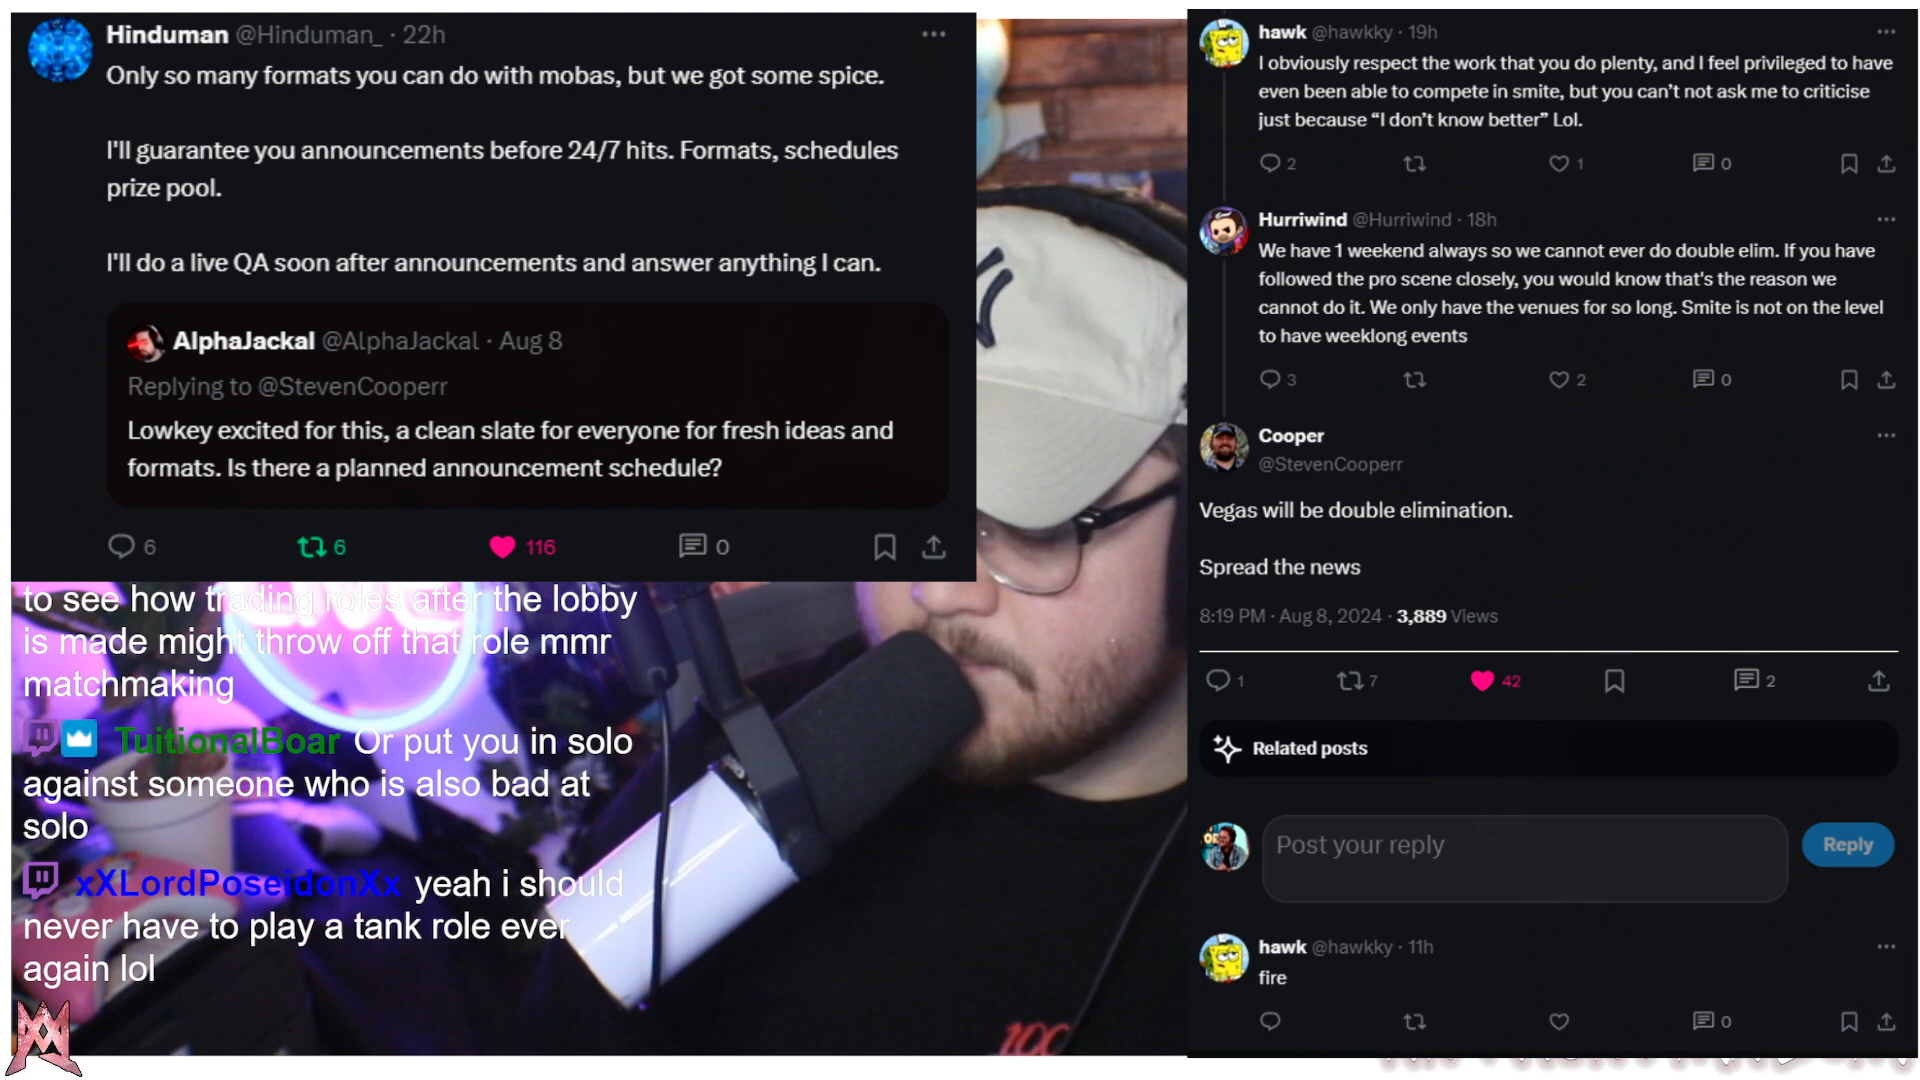 Hinduman @Hinduman_ · 22h
Only so many formats you can do with mobas, but we got some spice.
I'll guarantee you announcements before 24/7 hits. Formats, schedules
prize pool.
I'll do a live QA soon after announcements and answer anything I can.
AlphaJackal @AlphaJackal · Aug 8
Replying to @StevenCooperr
Lowkey excited for this, a clean slate for everyone for fresh ideas and
formats. Is there a planned announcement schedule?
6 6 116 0
to see how trading roles after the lobby
is made might throw off that role mmr
matchmaking
TuitionalBoar Or put you in solo
against someone who is also bad at
solo
xXLordPoseidonXx yeah i should
never have to play a tank role ever
again lol
100
hawk @hawkky · 19h
I obviously respect the work that you do plenty, and I feel privileged to have
even been able to compete in smite, but you can't not ask me to criticise
just because “I don't know better” Lol.
2 1 0
Hurriwind @Hurriwind · 18h
We have 1 weekend always so we cannot ever do double elim. If you have
followed the pro scene closely, you would know that's the reason we
cannot do it. We only have the venues for so long. Smite is not on the level
to have weeklong events
3 2 0
Cooper
@StevenCooperr
Vegas will be double elimination.
Spread the news
8:19 PM · Aug 8, 2024 · 3,889 Views
1 7 42 2
Related posts
Post your reply
Reply
hawk @hawkky · 11h
fire
0